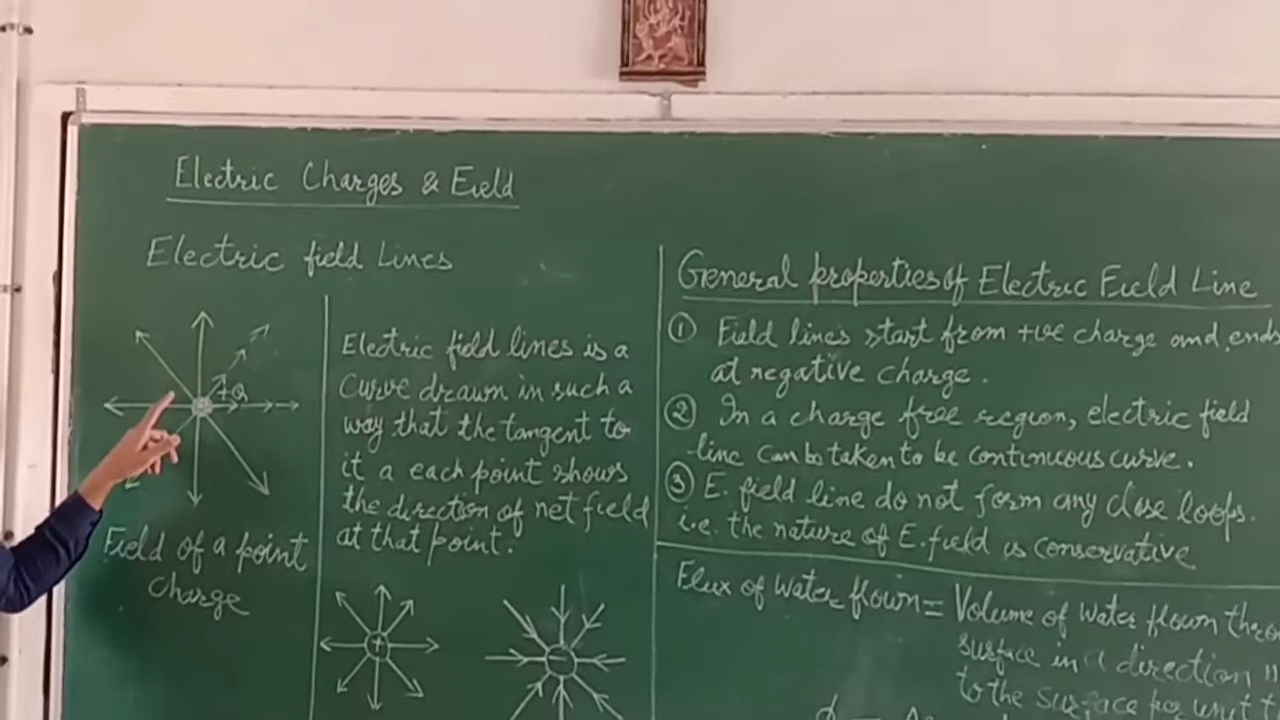 Electric Charges & Field
Electric field Lines
+Q
Field of a point
charge
Electric field lines is a
curve drawn in such a
way that the tangent to
it a each point shows
the direction of net field
at that point.
+
−
General properties of Electric Field Line
① Field lines start from +ve charge and ends
at negative charge.
② In a charge free region, electric field
line can be taken to be continuous curve.
③ E. field line do not form any close loops.
i.e. the nature of E. field is conservative
Flux of water flown = Volume of water flown
surface in a direction
to the surface per unit